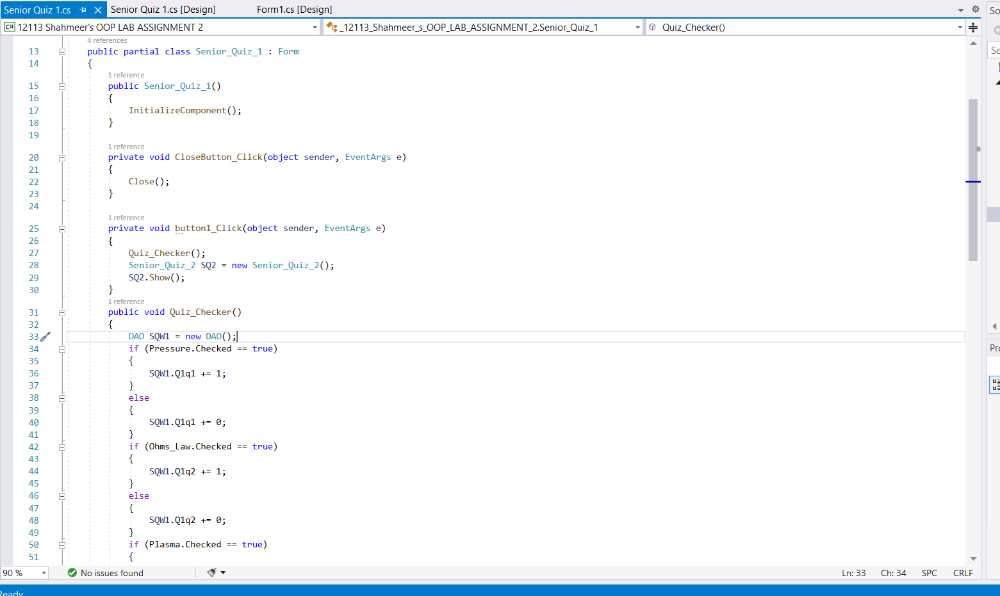 Senior Quiz 1.cs Senior Quiz 1.cs [Design] Form1.cs [Design]
So
C# 12113 Shahmeer's OOP LAB ASSIGNMENT 2 _12113_Shahmeer_s_OOP_LAB_ASSIGNMENT_2.Senior_Quiz_1 Quiz_Checker()
Se
4 references
13 public partial class Senior_Quiz_1 : Form
14 {
1 reference
15 public Senior_Quiz_1()
16 {
17 InitializeComponent();
18 }
19
1 reference
20 private void CloseButton_Click(object sender, EventArgs e)
21 {
22 Close();
23 }
24
1 reference
25 private void button1_Click(object sender, EventArgs e)
26 {
27 Quiz_Checker();
28 Senior_Quiz_2 SQ2 = new Senior_Quiz_2();
29 SQ2.Show();
30 }
1 reference
31 public void Quiz_Checker()
32 {
33 DAO SQW1 = new DAO();
34 if (Pressure.Checked == true)
35 {
36 SQW1.Q1q1 += 1;
37 }
38 else
39 {
40 SQW1.Q1q1 += 0;
41 }
42 if (Ohms_Law.Checked == true)
43 {
44 SQW1.Q1q2 += 1;
45 }
46 else
47 {
48 SQW1.Q1q2 += 0;
49 }
50 if (Plasma.Checked == true)
51 {
Pro
90 % No issues found Ln: 33 Ch: 34 SPC CRLF
Ready